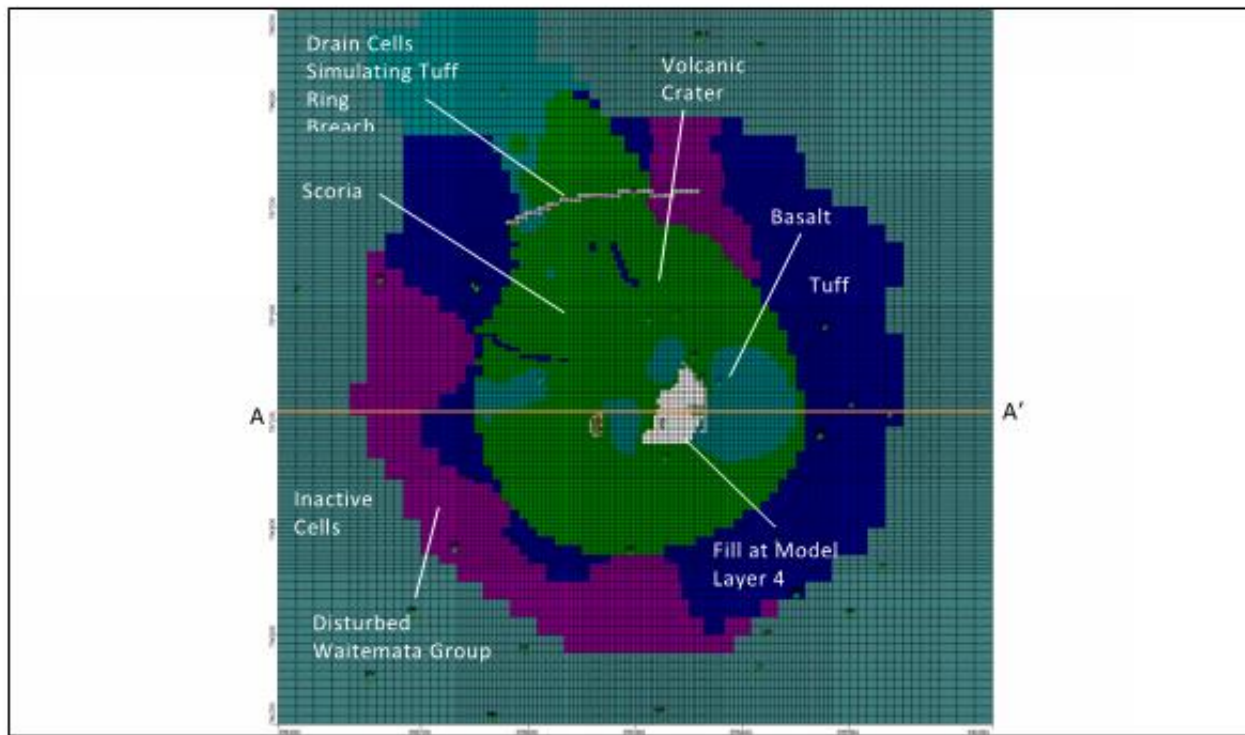 Drain Cells
Simulating Tuff
Ring
Breach
Volcanic
Crater
Scoria
Basalt
Tuff
A
A'
Inactive
Cells
Fill at Model
Layer 4
Disturbed
Waitemata Group